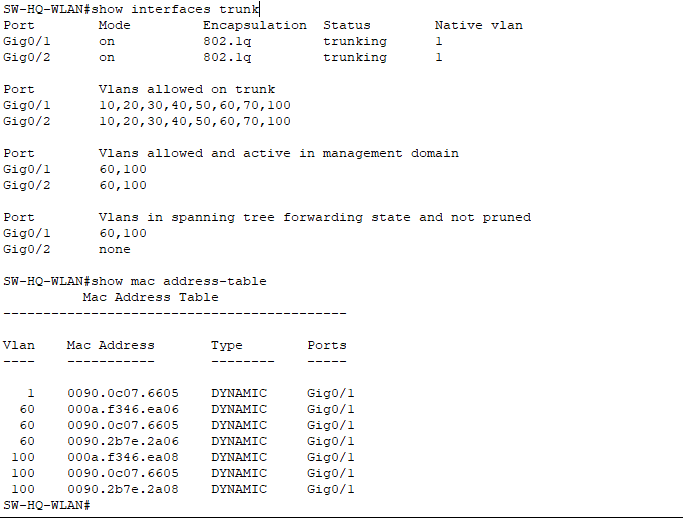 SW-HQ-WLAN#show interfaces trunk
Port        Mode         Encapsulation  Status        Native vlan
Gig0/1      on           802.1q         trunking      1
Gig0/2      on           802.1q         trunking      1

Port        Vlans allowed on trunk
Gig0/1      10,20,30,40,50,60,70,100
Gig0/2      10,20,30,40,50,60,70,100

Port        Vlans allowed and active in management domain
Gig0/1      60,100
Gig0/2      60,100

Port        Vlans in spanning tree forwarding state and not pruned
Gig0/1      60,100
Gig0/2      none

SW-HQ-WLAN#show mac address-table
          Mac Address Table
-------------------------------------------

Vlan    Mac Address       Type        Ports
----    -----------       --------    -----

   1    0090.0c07.6605    DYNAMIC     Gig0/1
  60    000a.f346.ea06    DYNAMIC     Gig0/1
  60    0090.0c07.6605    DYNAMIC     Gig0/1
  60    0090.2b7e.2a06    DYNAMIC     Gig0/1
 100    000a.f346.ea08    DYNAMIC     Gig0/1
 100    0090.0c07.6605    DYNAMIC     Gig0/1
 100    0090.2b7e.2a08    DYNAMIC     Gig0/1
SW-HQ-WLAN#